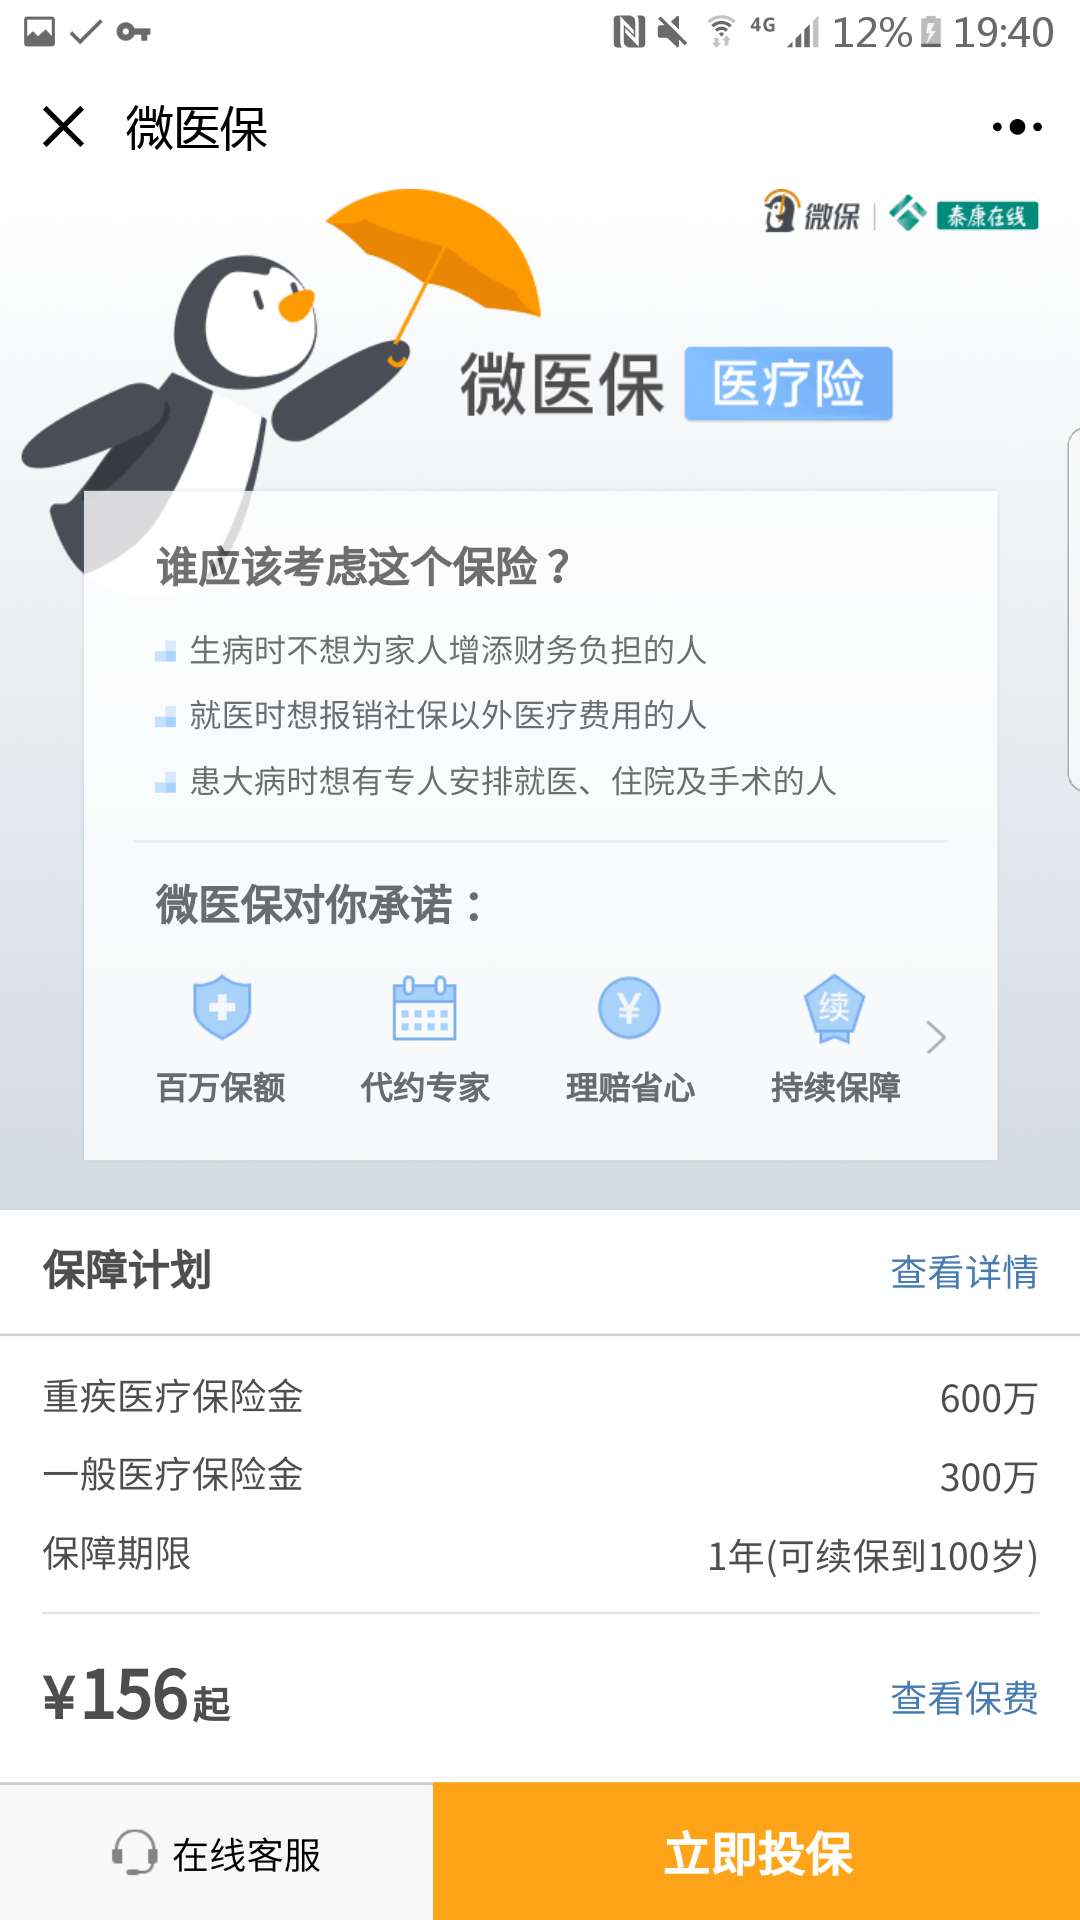 4G 12% 19:40
微医保
微保 | 泰康在线
微医保 医疗险
谁应该考虑这个保险？
生病时不想为家人增添财务负担的人
就医时想报销社保以外医疗费用的人
患大病时想有专人安排就医、住院及手术的人
微医保对你承诺：
¥ 续
百万保额 代约专家 理赔省心 持续保障
保障计划 查看详情
重疾医疗保险金 600万
一般医疗保险金 300万
保障期限 1年(可续保到100岁)
¥156起 查看保费
在线客服 立即投保